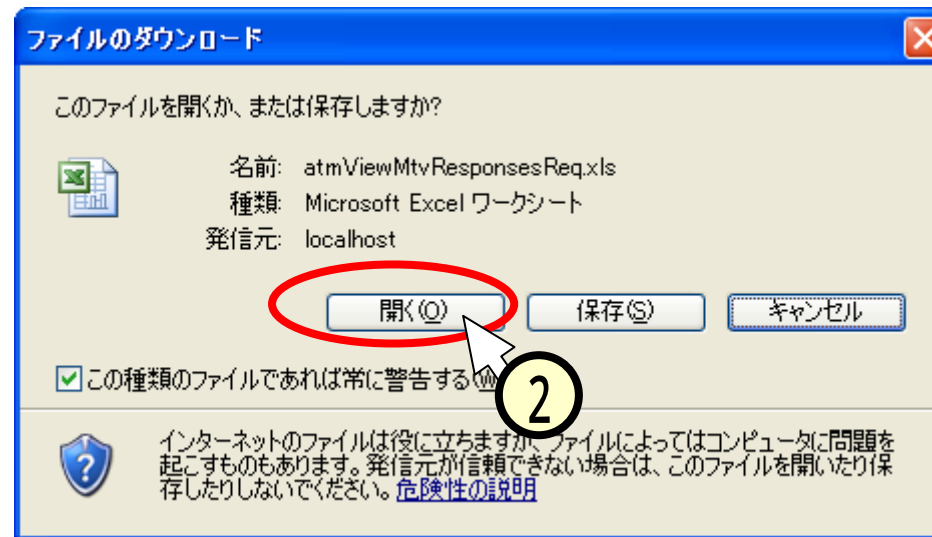 ファイルのダウンロード
このファイルを開くか、または保存しますか?
名前: atmViewMtvResponsesReq.xls
種類: Microsoft Excel ワークシート
発信元: localhost
開く(O) 保存(S) キャンセル
この種類のファイルであれば常に警告する(W)
2
インターネットのファイルは役に立ちますが、ファイルによってはコンピュータに問題を
起こすものもあります。発信元が信頼できない場合は、このファイルを開いたり保
存したりしないでください。危険性の説明